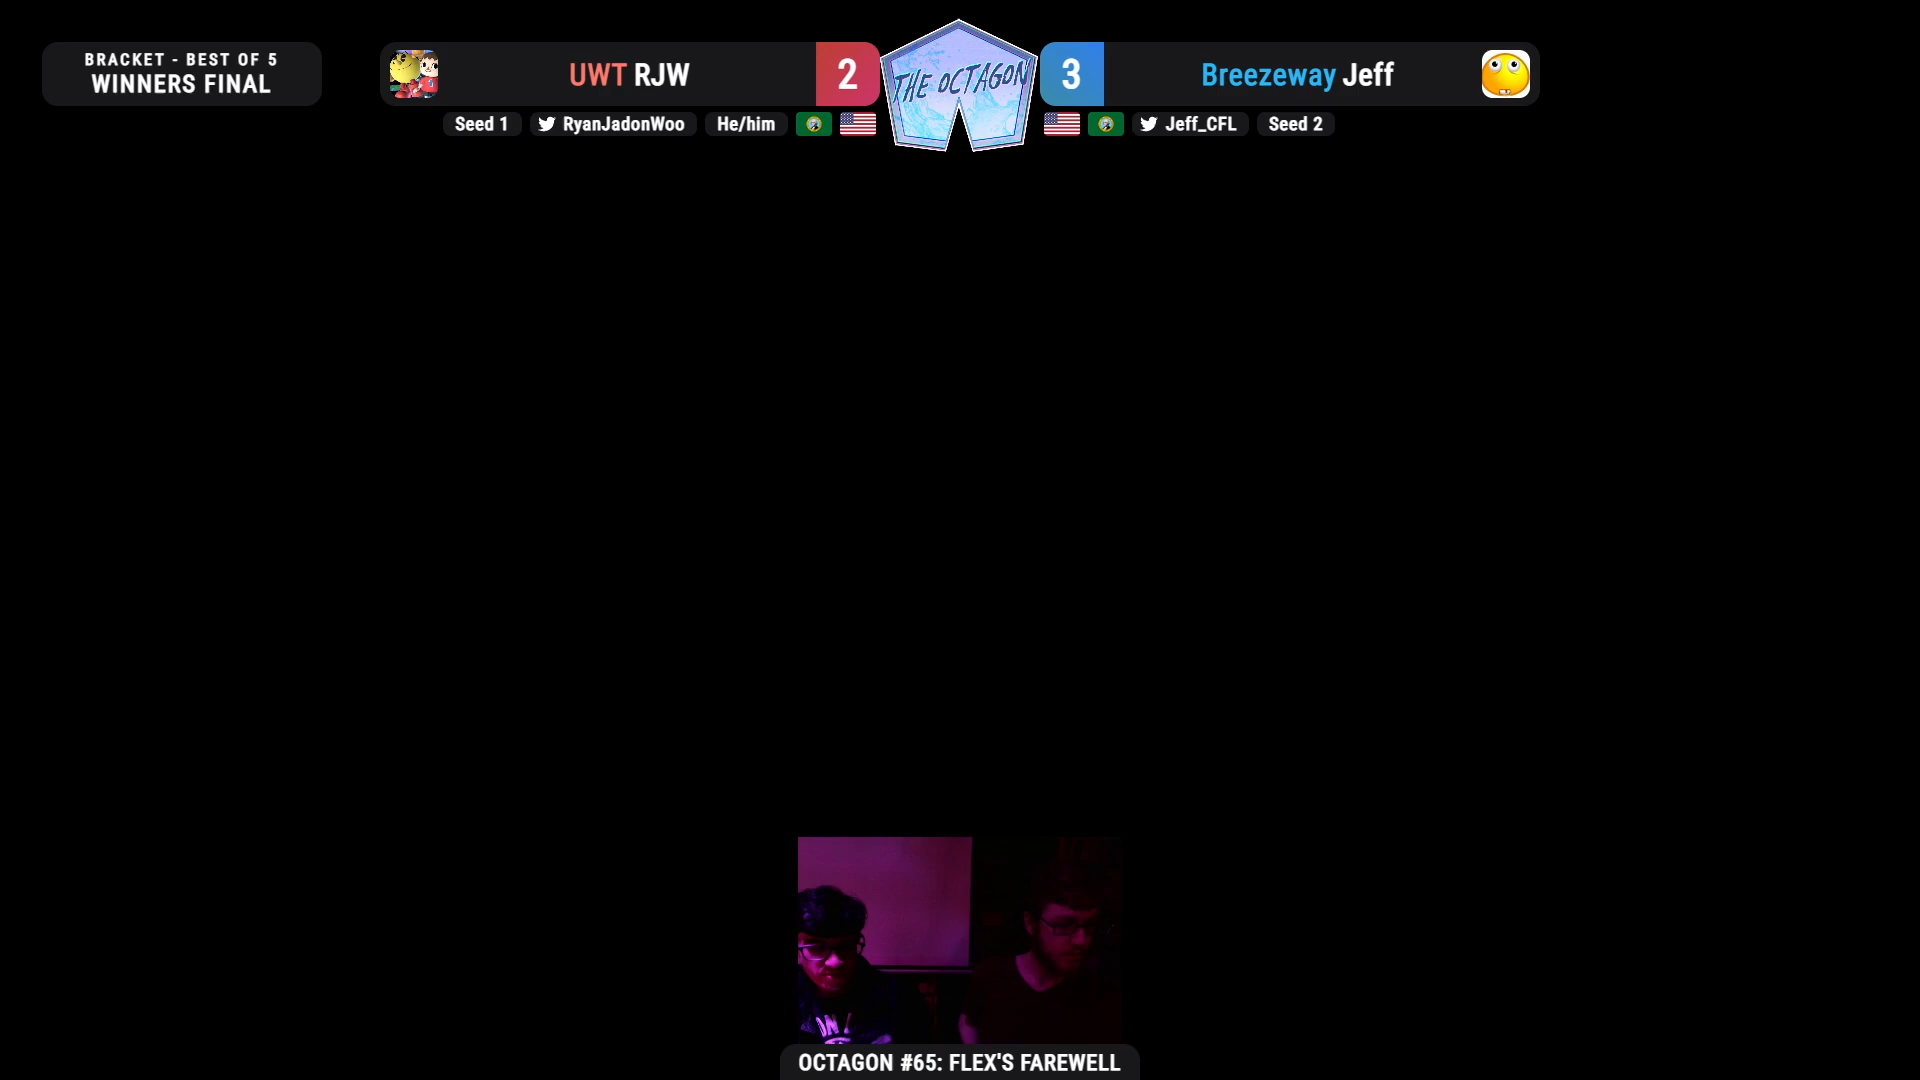 BRACKET - BEST OF 5
WINNERS FINAL
UWT RJW
2
THE OCTAGON
3
Breezeway Jeff
Seed 1
RyanJadonWoo
He/him
Jeff_CFL
Seed 2
OCTAGON #65: FLEX'S FAREWELL